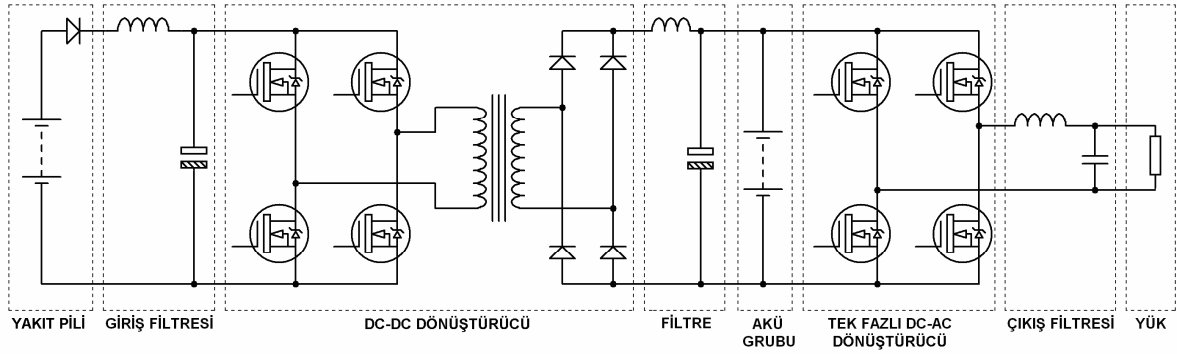 YAKIT PİLİ
GİRİŞ FİLTRESİ
DC-DC DÖNÜŞTÜRÜCÜ
FİLTRE
AKÜ
GRUBU
TEK FAZLI DC-AC
DÖNÜŞTÜRÜCÜ
ÇIKIŞ FİLTRESİ
YÜK